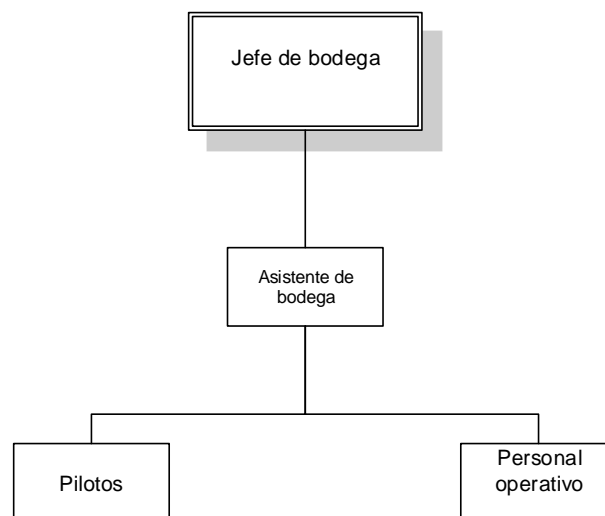 Jefe de bodega
Asistente de
bodega
Pilotos
Personal
operativo